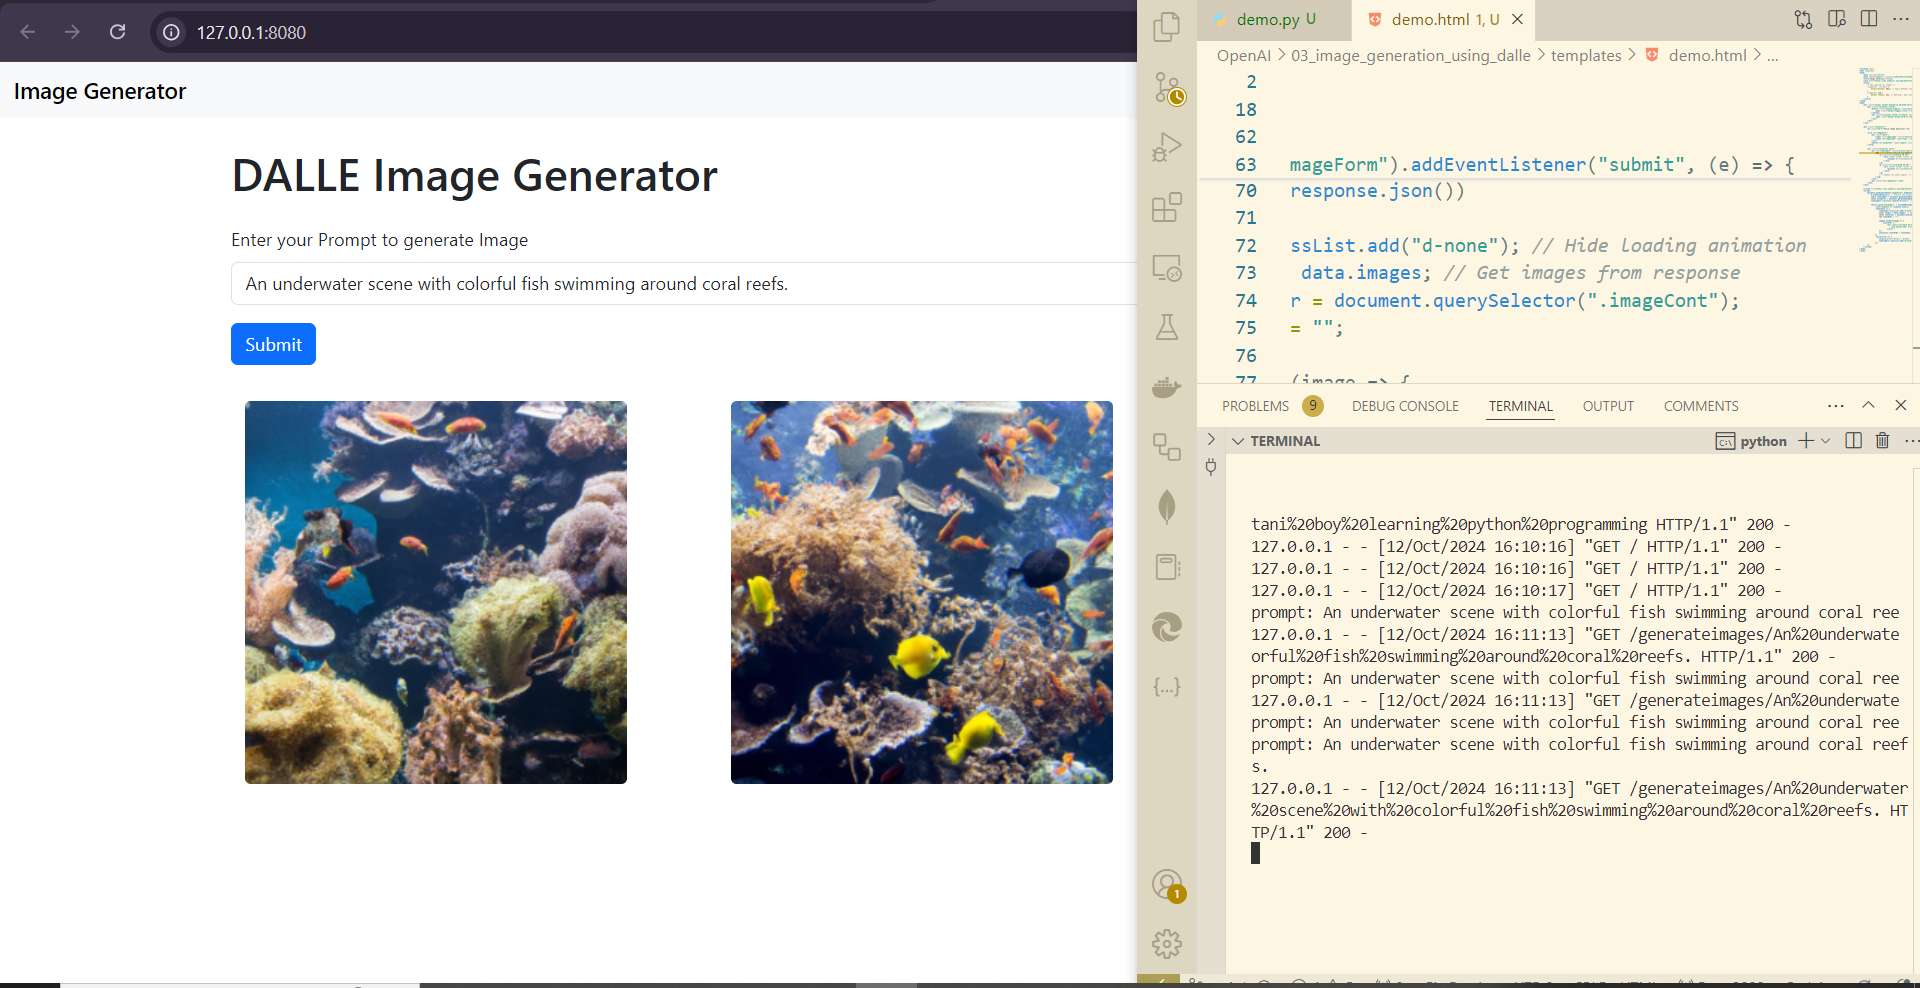 127.0.0.1:8080
Image Generator
DALLE Image Generator
Enter your Prompt to generate Image
An underwater scene with colorful fish swimming around coral reefs.
Submit
demo.py U
demo.html 1, U
OpenAI > 03_image_generation_using_dalle > templates > demo.html > ...
2
18
62
63 mageForm").addEventListener("submit", (e) => {
70 response.json())
71
72 ssList.add("d-none"); // Hide loading animation
73 data.images; // Get images from response
74 r = document.querySelector(".imageCont");
75 = "";
76
77 (image => {
PROBLEMS 9 DEBUG CONSOLE TERMINAL OUTPUT COMMENTS
TERMINAL
python
tani%20boy%20learning%20python%20programming HTTP/1.1" 200 -
127.0.0.1 - - [12/Oct/2024 16:10:16] "GET / HTTP/1.1" 200 -
127.0.0.1 - - [12/Oct/2024 16:10:16] "GET / HTTP/1.1" 200 -
127.0.0.1 - - [12/Oct/2024 16:10:17] "GET / HTTP/1.1" 200 -
prompt: An underwater scene with colorful fish swimming around coral ree
127.0.0.1 - - [12/Oct/2024 16:11:13] "GET /generateimages/An%20underwate
orful%20fish%20swimming%20around%20coral%20reefs. HTTP/1.1" 200 -
prompt: An underwater scene with colorful fish swimming around coral ree
127.0.0.1 - - [12/Oct/2024 16:11:13] "GET /generateimages/An%20underwate
prompt: An underwater scene with colorful fish swimming around coral ree
prompt: An underwater scene with colorful fish swimming around coral reef
s.
127.0.0.1 - - [12/Oct/2024 16:11:13] "GET /generateimages/An%20underwater
%20scene%20with%20colorful%20fish%20swimming%20around%20coral%20reefs. HT
TP/1.1" 200 -
1